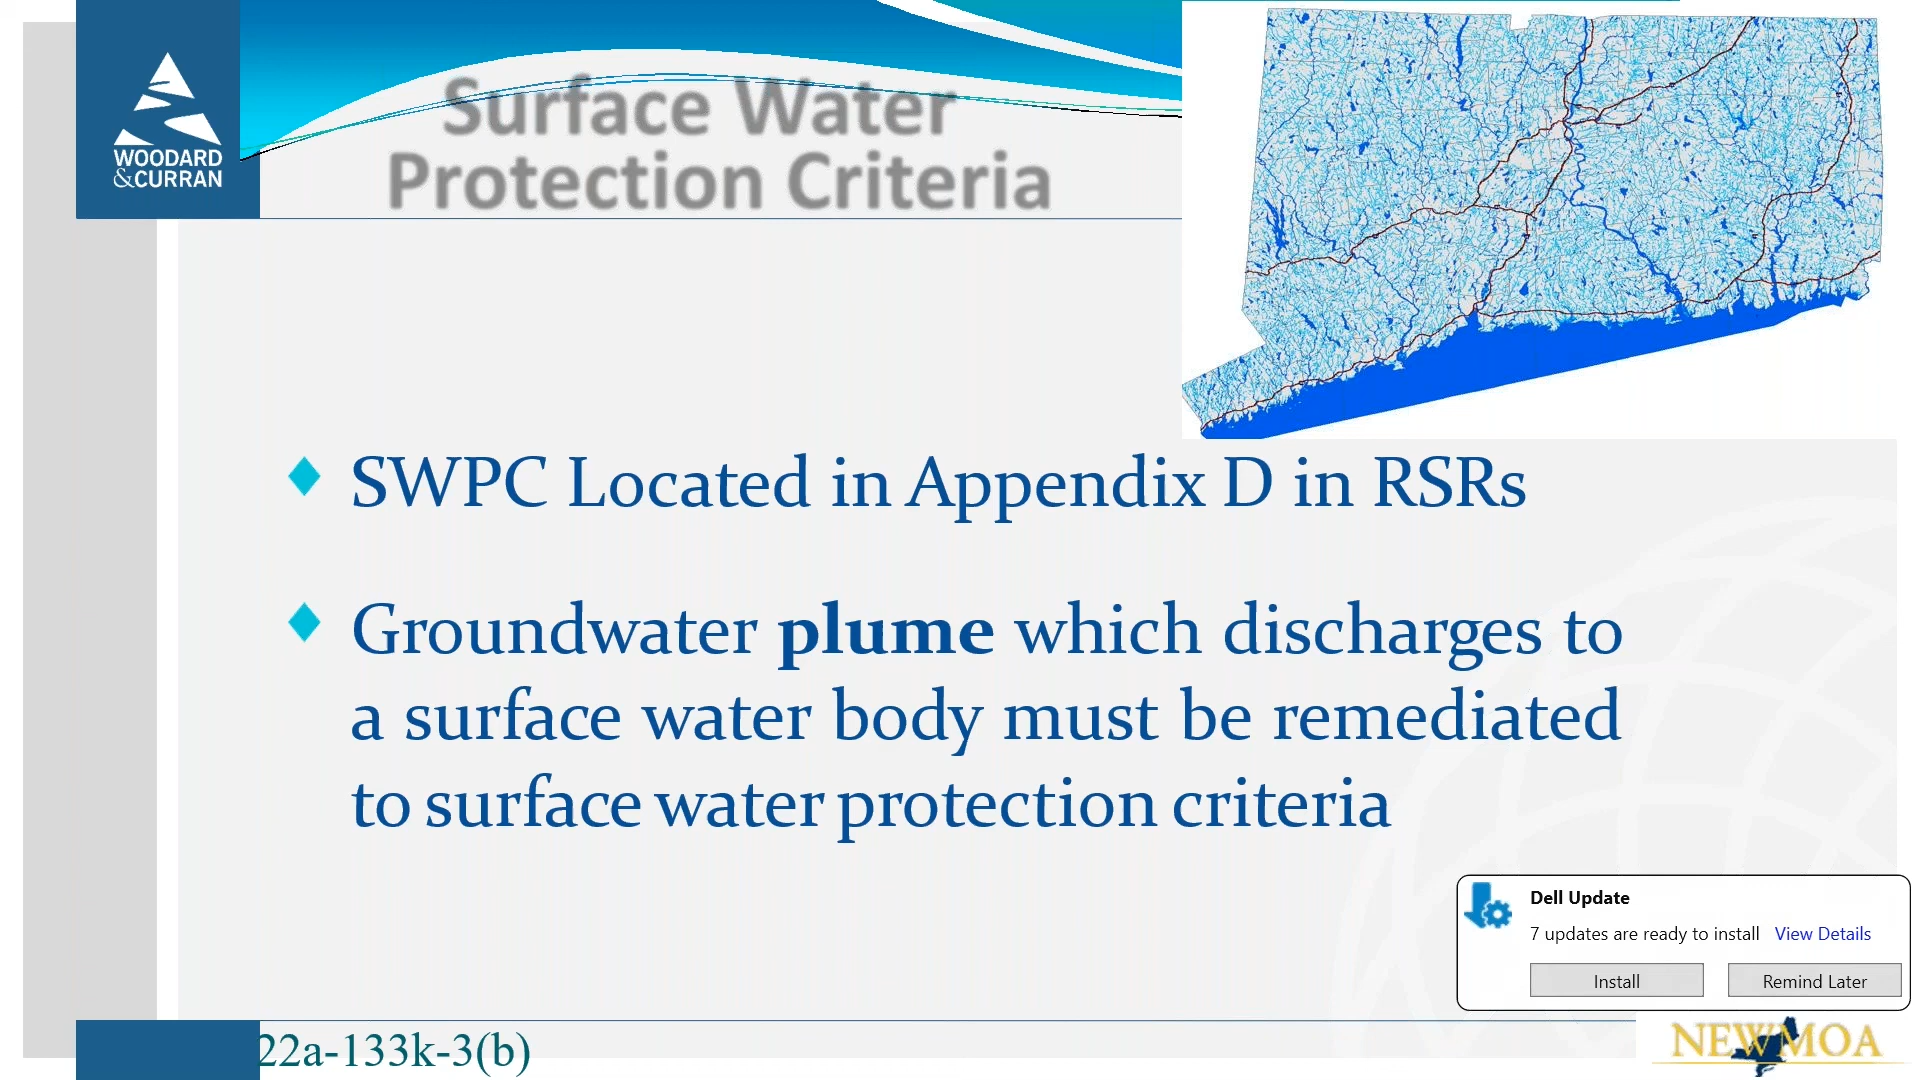 WOODARD
&CURRAN
Surface Water
Protection Criteria
SWPC Located in Appendix D in RSRs
Groundwater plume which discharges to
a surface water body must be remediated
to surface water protection criteria
Dell Update
7 updates are ready to install View Details
Install Remind Later
22a-133k-3(b)
NEWMOA